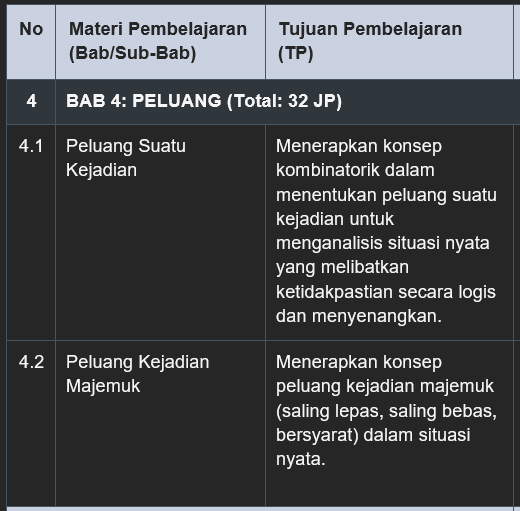 No
Materi Pembelajaran
(Bab/Sub-Bab)
Tujuan Pembelajaran
(TP)
4
BAB 4: PELUANG (Total: 32 JP)
4.1
Peluang Suatu
Kejadian
Menerapkan konsep
kombinatorik dalam
menentukan peluang suatu
kejadian untuk
menganalisis situasi nyata
yang melibatkan
ketidakpastian secara logis
dan menyenangkan.
4.2
Peluang Kejadian
Majemuk
Menerapkan konsep
peluang kejadian majemuk
(saling lepas, saling bebas,
bersyarat) dalam situasi
nyata.